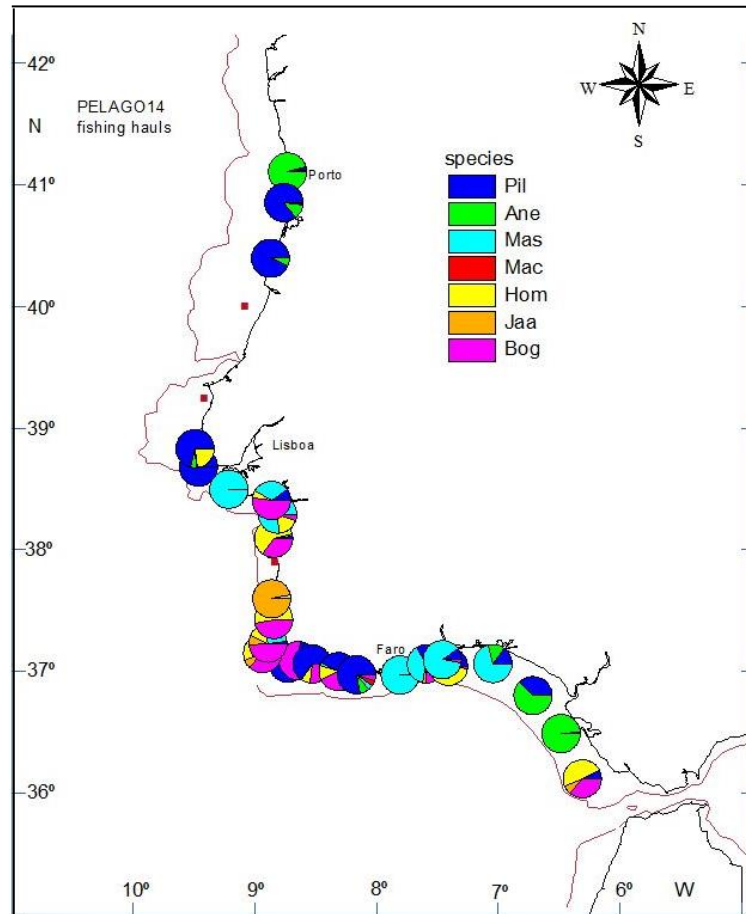 N
W E
S
42º
PELAGO14
fishing hauls
N
41º
Porto
species
Pil
Ane
Mas
Mac
Hom
Jaa
Bog
40º
39º
Lisboa
38º
Faro
37º
36º
10º 9º 8º 7º 6º W